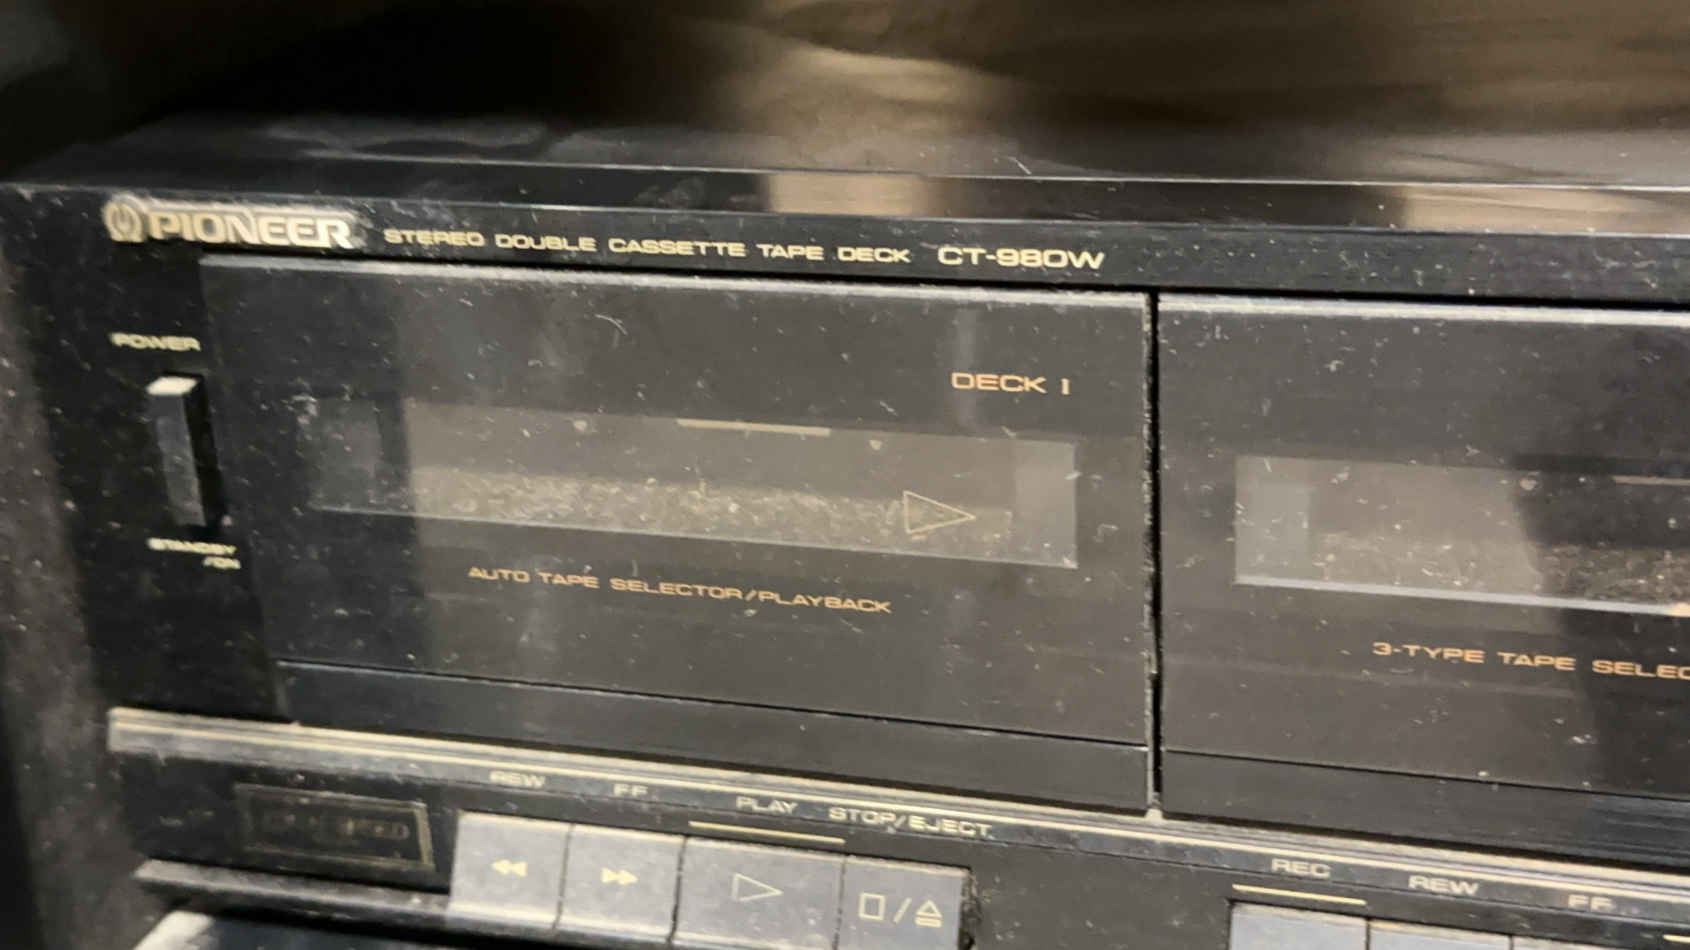 PIONEER STEREO DOUBLE CASSETTE TAPE DECK CT-980W
POWER
STANDBY
/ON
DECK I
AUTO TAPE SELECTOR/PLAYBACK
3-TYPE TAPE SELEC
REW FF PLAY STOP/EJECT
REC REW FF